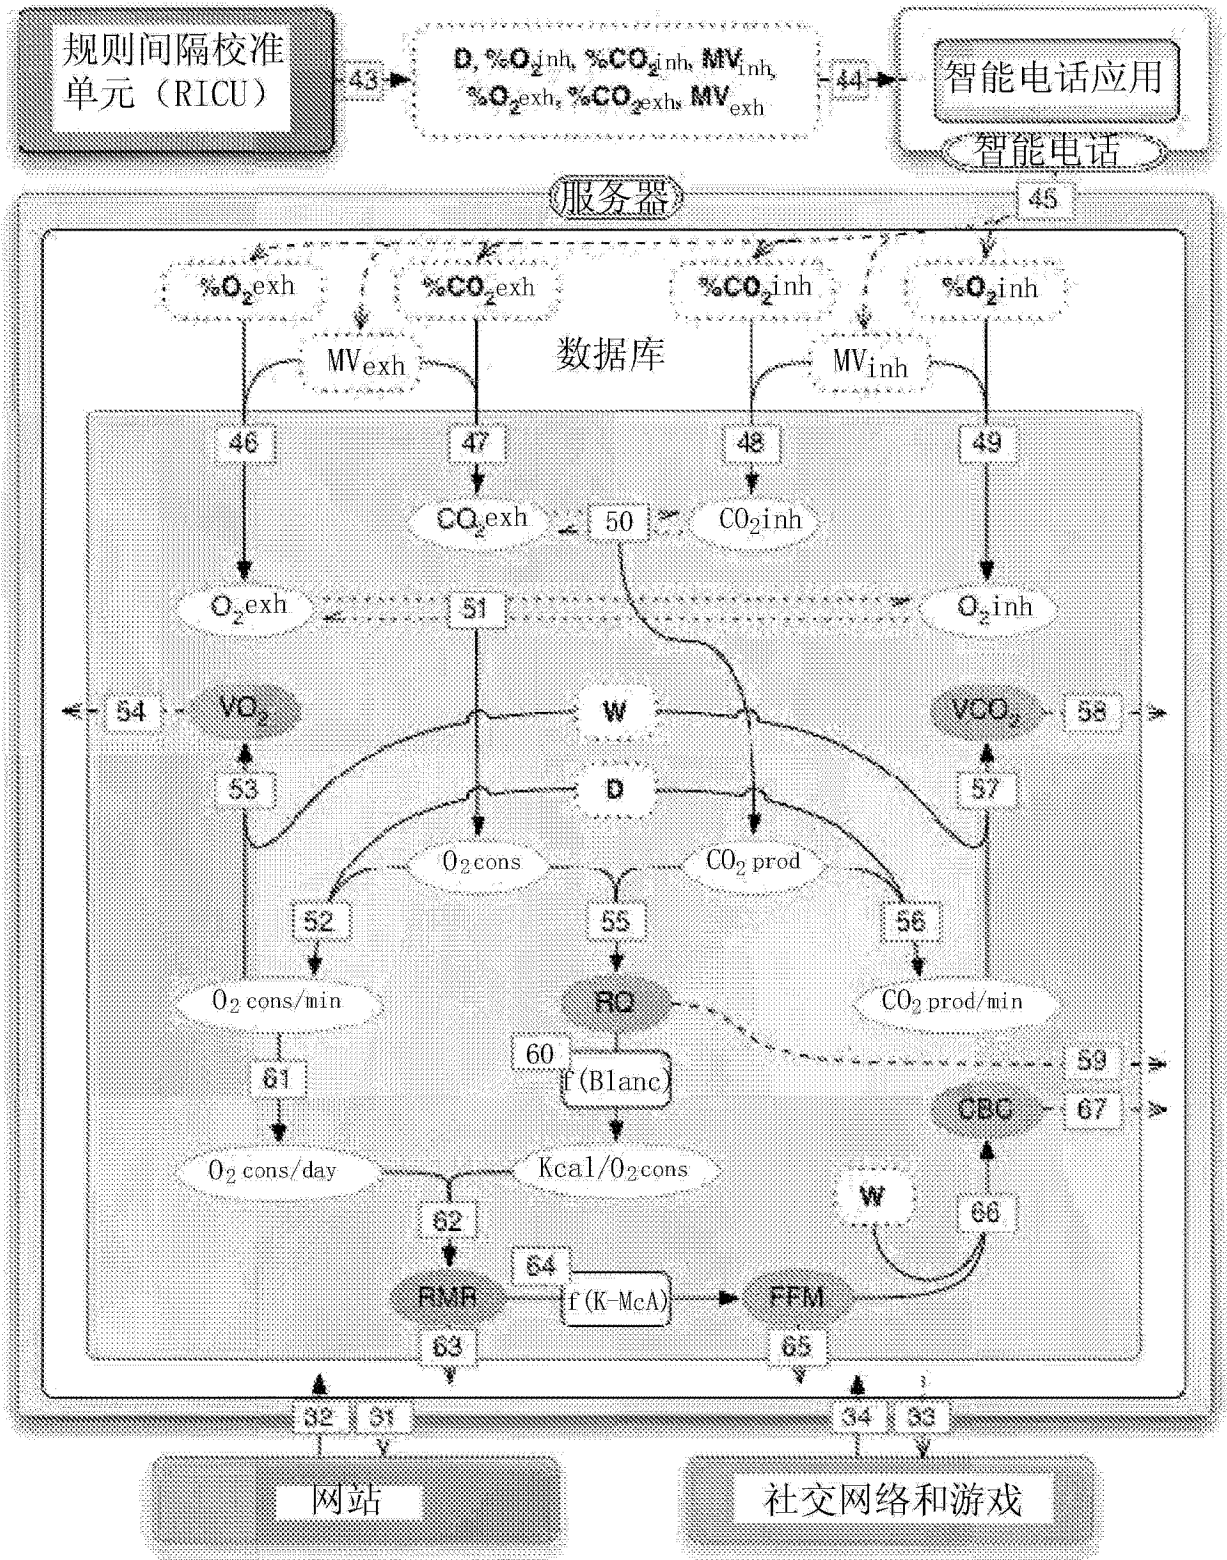 规则间隔校准
单元（RICU）
43
D, %O₂inh, %CO₂inh, MVinh,
%O₂exh, %CO₂exh, MVexh
44
智能电话应用
智能电话
45
服务器
%O₂exh
%CO₂exh
%CO₂inh
%O₂inh
MVexh
数据库
MVinh
46
47
48
49
CO₂exh
50
CO₂inh
O₂exh
51
O₂inh
54
VO₂
W
VCO₂
58
53
D
57
O₂cons
CO₂ prod
52
55
56
O₂ cons/min
RQ
CO₂ prod/min
60
59
61
f(Blanc)
CBC
67
O₂ cons/day
Kcal/O₂cons
W
62
66
64
RMR
f(K-McA)
FFM
63
65
32
31
34
33
网站
社交网络和游戏